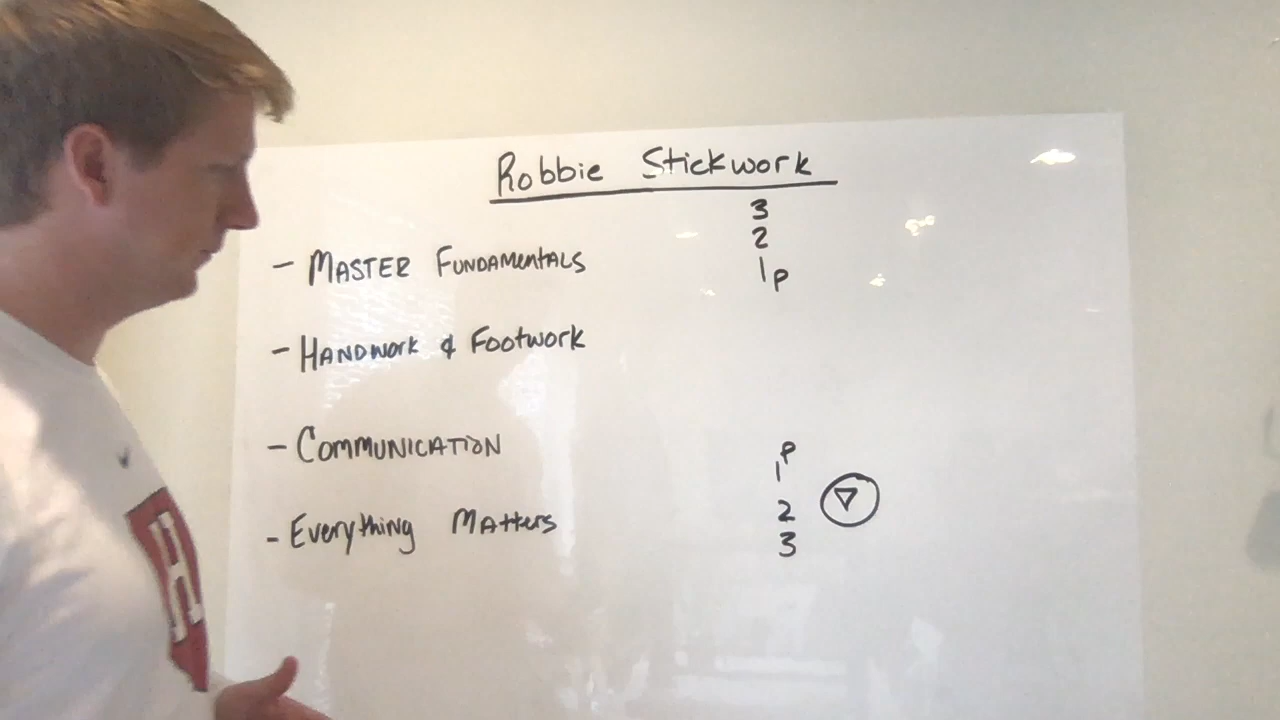 Robbie Stickwork
- MASTER FUNDAMENTALS
- HANDWORK & FOOTWORK
- COMMUNICATION
- EVERYTHING MATTERS
3
2
1 p
p
1
2
3
H